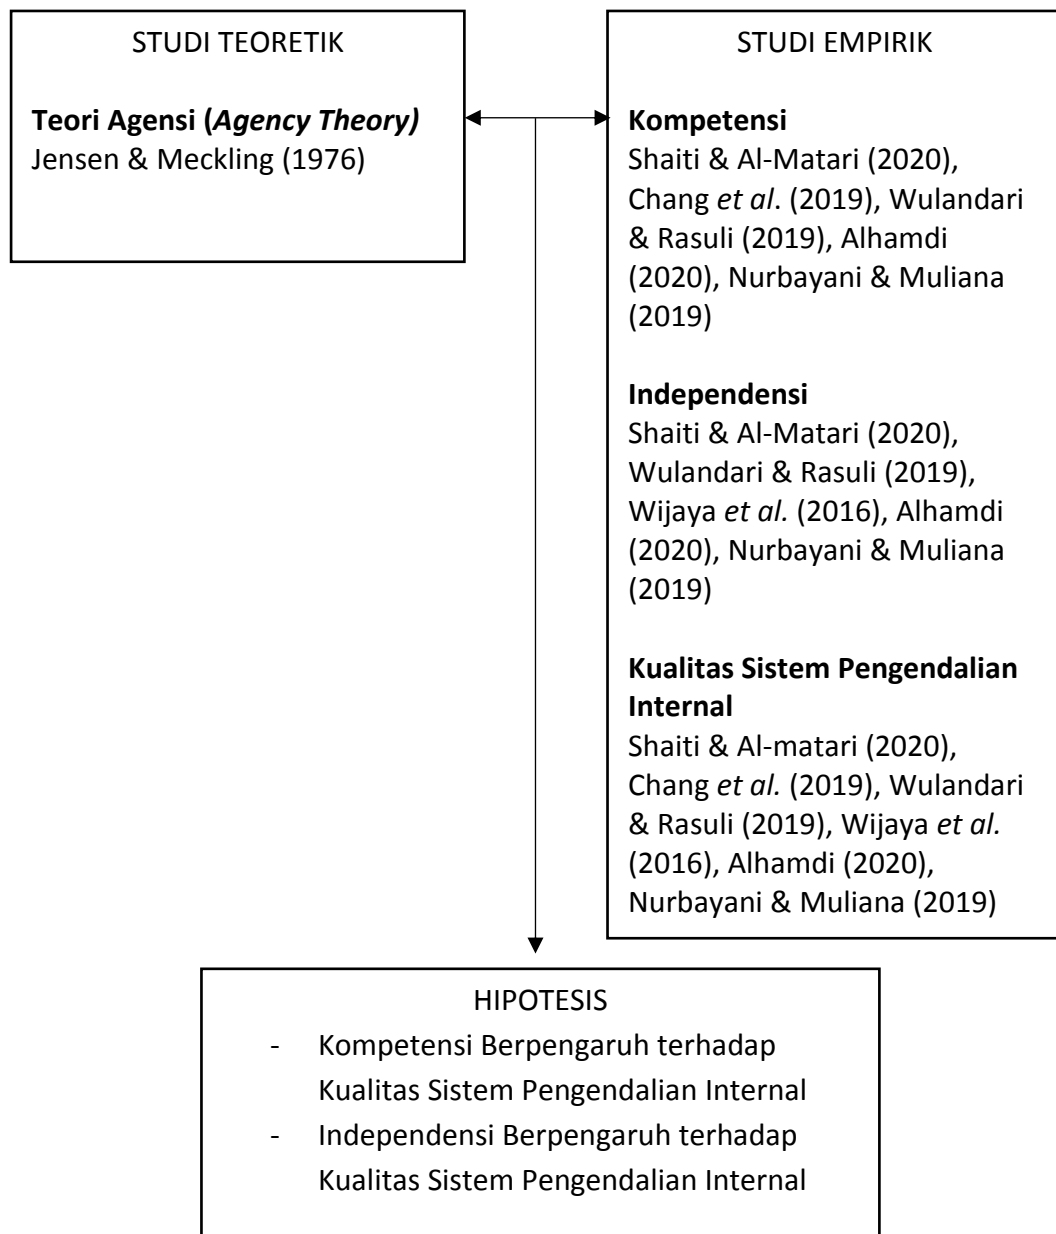 STUDI TEORETIK
Teori Agensi (Agency Theory)
Jensen & Meckling (1976)
STUDI EMPIRIK
Kompetensi
Shaiti & Al-Matari (2020),
Chang et al. (2019), Wulandari
& Rasuli (2019), Alhamdi
(2020), Nurbayani & Muliana
(2019)
Independensi
Shaiti & Al-Matari (2020),
Wulandari & Rasuli (2019),
Wijaya et al. (2016), Alhamdi
(2020), Nurbayani & Muliana
(2019)
Kualitas Sistem Pengendalian
Internal
Shaiti & Al-matari (2020),
Chang et al. (2019), Wulandari
& Rasuli (2019), Wijaya et al.
(2016), Alhamdi (2020),
Nurbayani & Muliana (2019)
HIPOTESIS
- Kompetensi Berpengaruh terhadap
Kualitas Sistem Pengendalian Internal
- Independensi Berpengaruh terhadap
Kualitas Sistem Pengendalian Internal